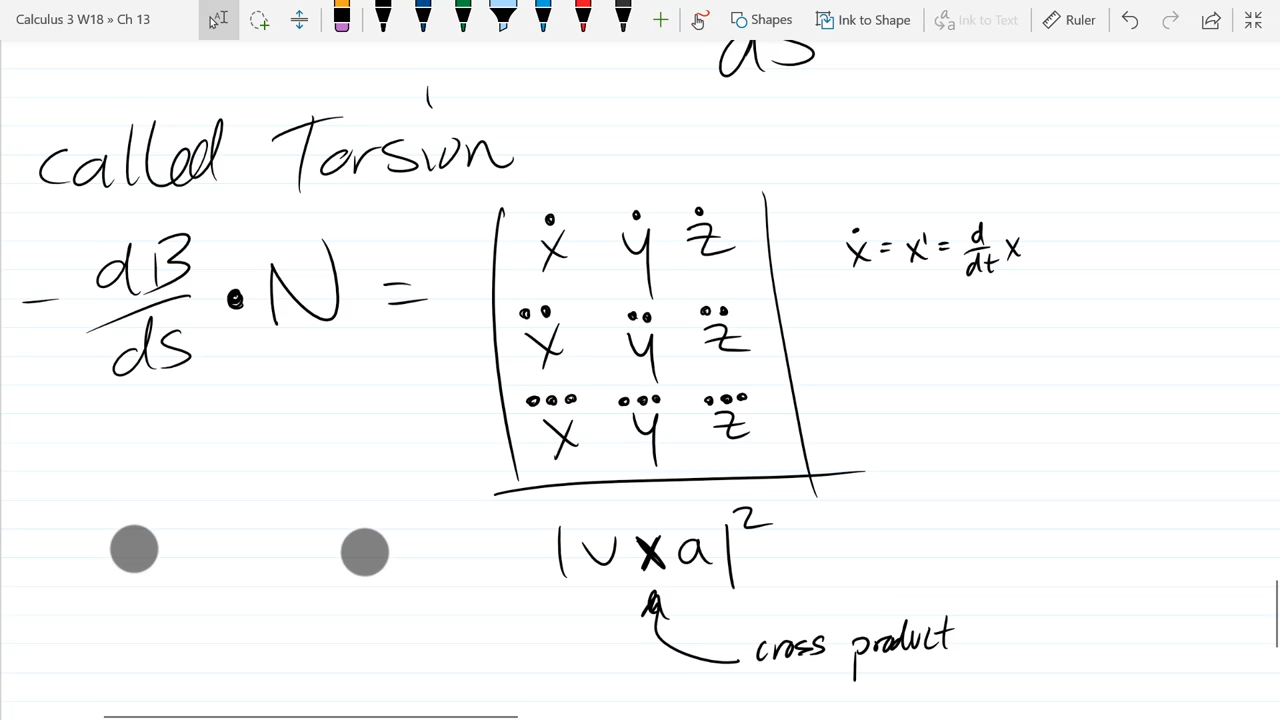 Calculus 3 W18 » Ch 13 Shapes Ink to Shape Ink to Text Ruler
ds
called Torsion
- dB/ds • N = | ẋ ẏ ż | ẋ = x' = d/dt x
| ẍ ÿ z̈ |
| x⃛ y⃛ z⃛ |
|v x a|²
cross product